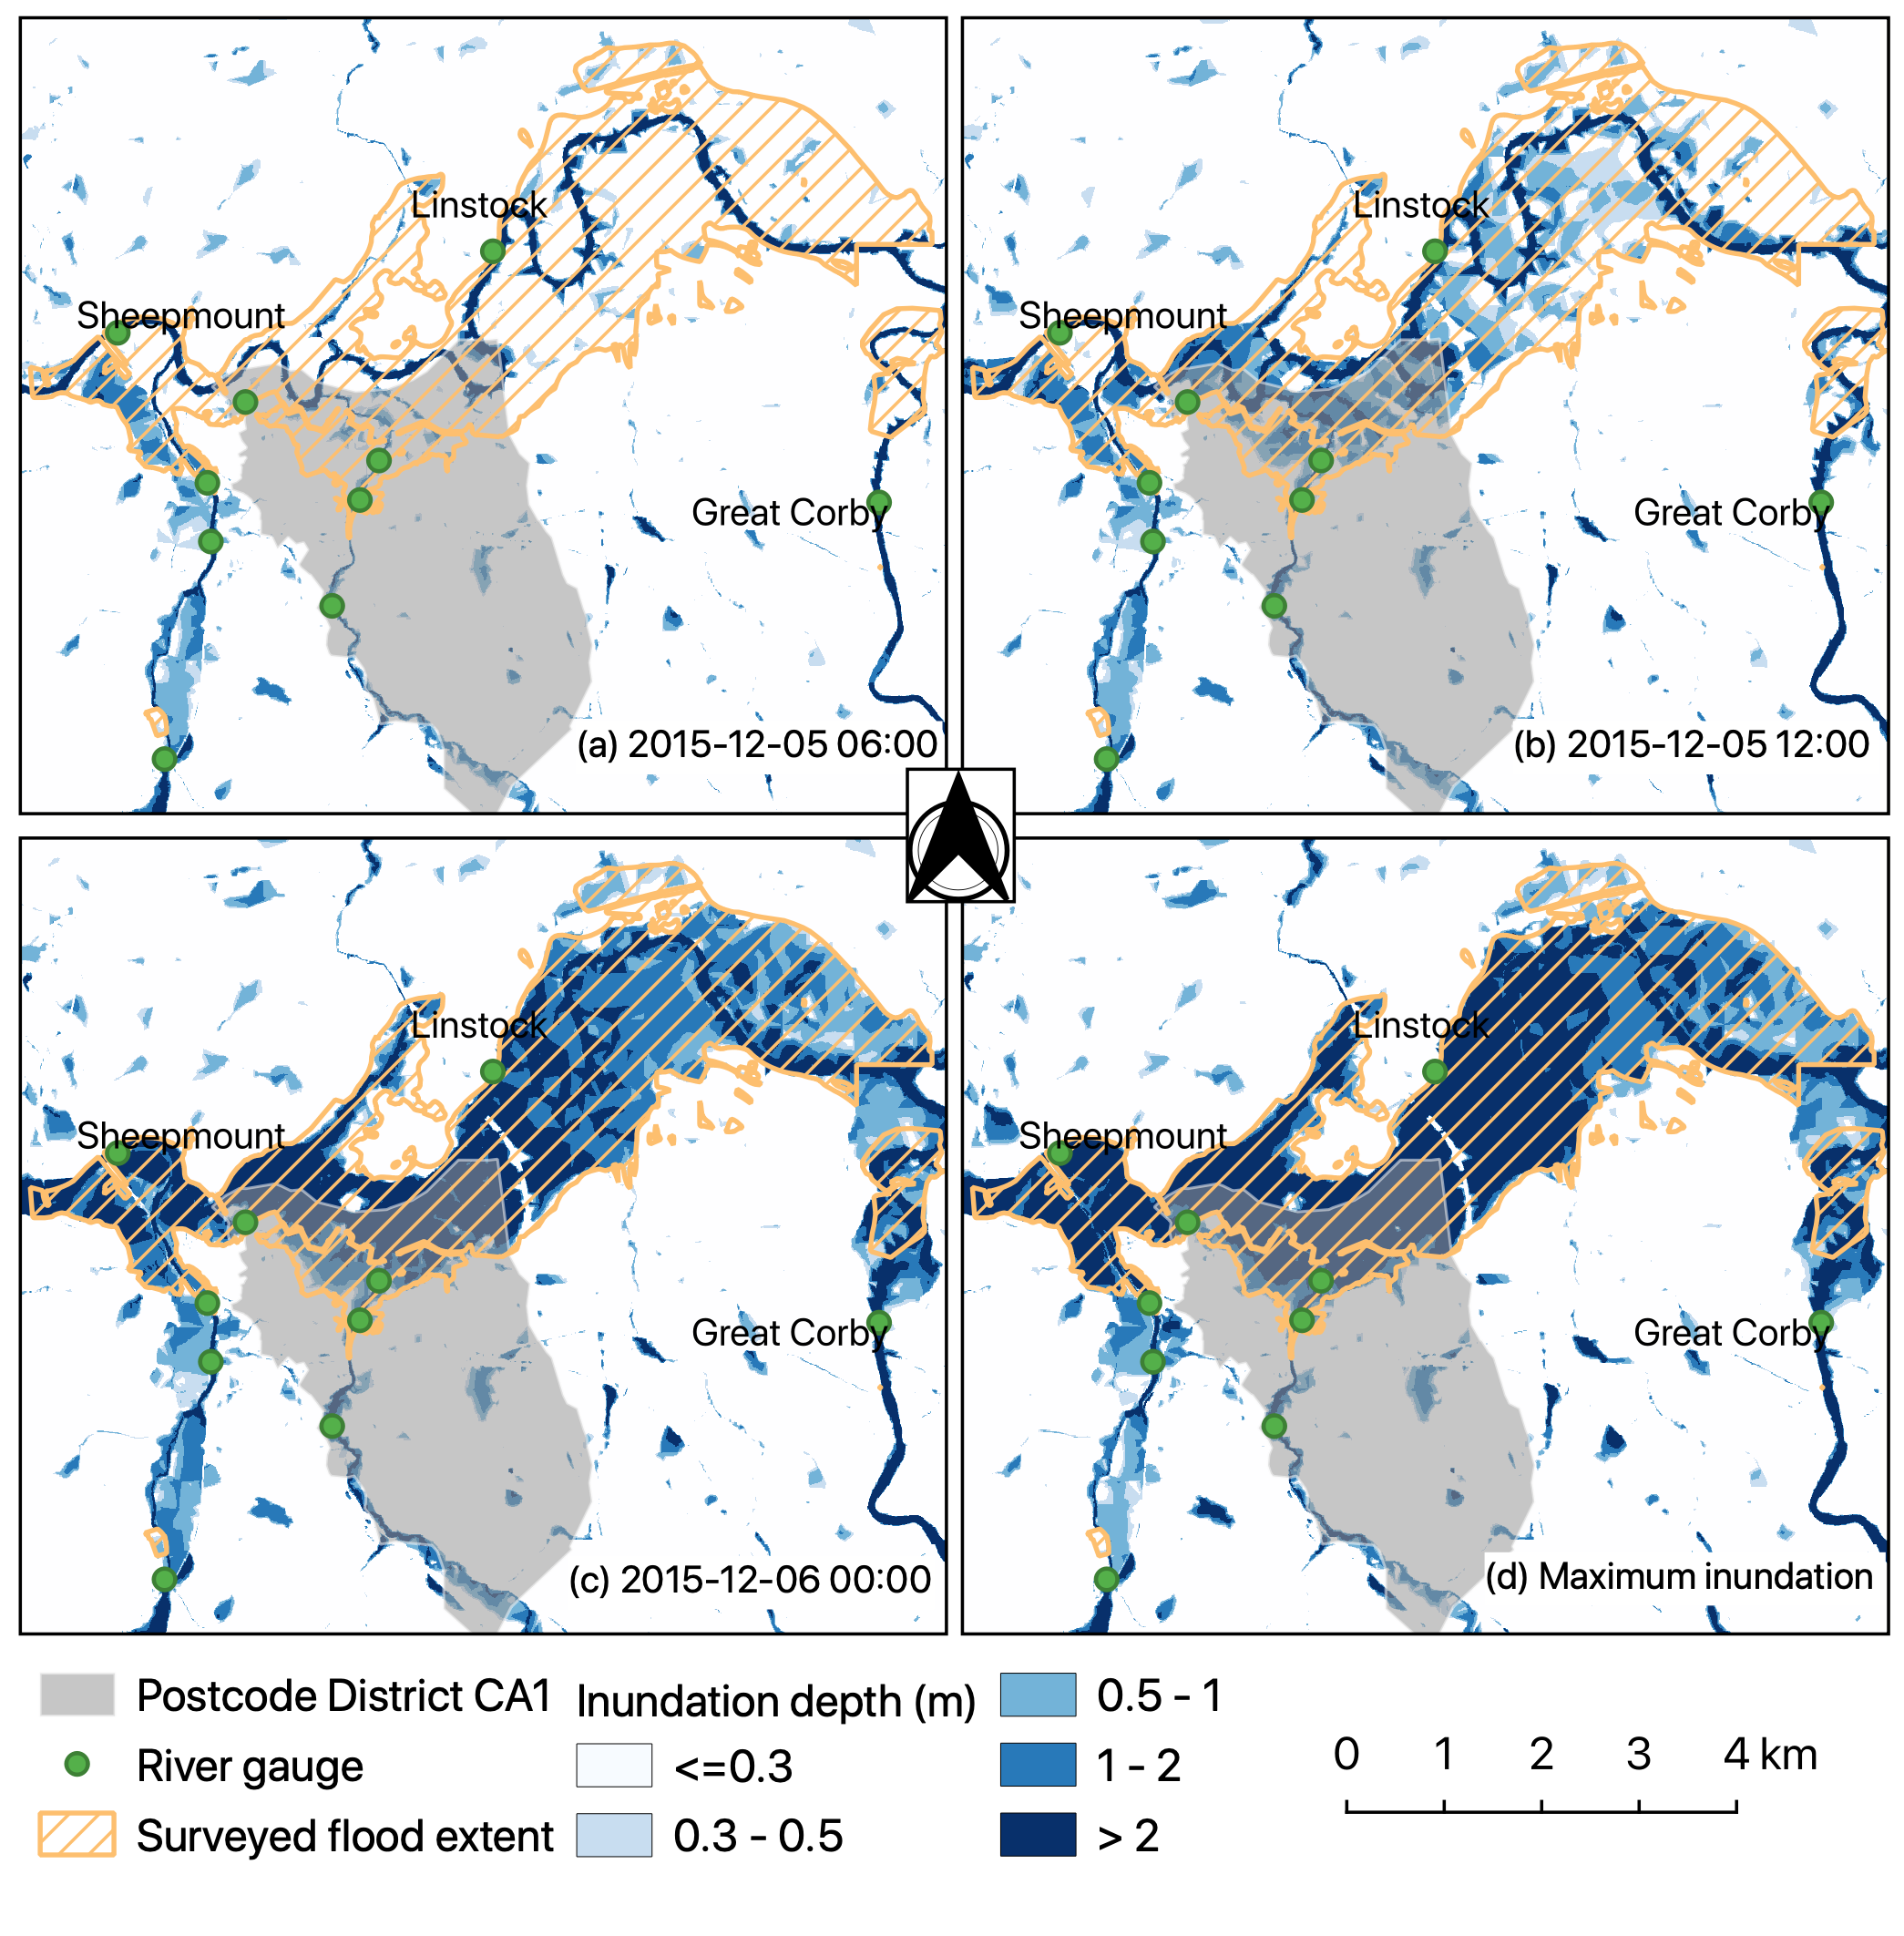 Linstock
Sheepmount
Great Corby
(a) 2015-12-05 06:00
Linstock
Sheepmount
Great Corby
(b) 2015-12-05 12:00
Linstock
Sheepmount
Great Corby
(c) 2015-12-06 00:00
Linstock
Sheepmount
Great Corby
(d) Maximum inundation
Postcode District CA1
River gauge
Surveyed flood extent
Inundation depth (m)
<=0.3
0.3 - 0.5
0.5 - 1
1 - 2
> 2
0 1 2 3 4 km